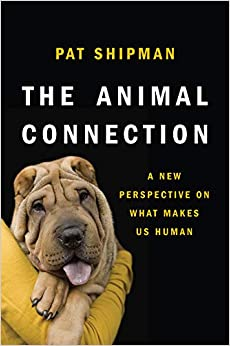 PAT SHIPMAN
THE ANIMAL
CONNECTION
A NEW
PERSPECTIVE ON
WHAT MAKES
US HUMAN